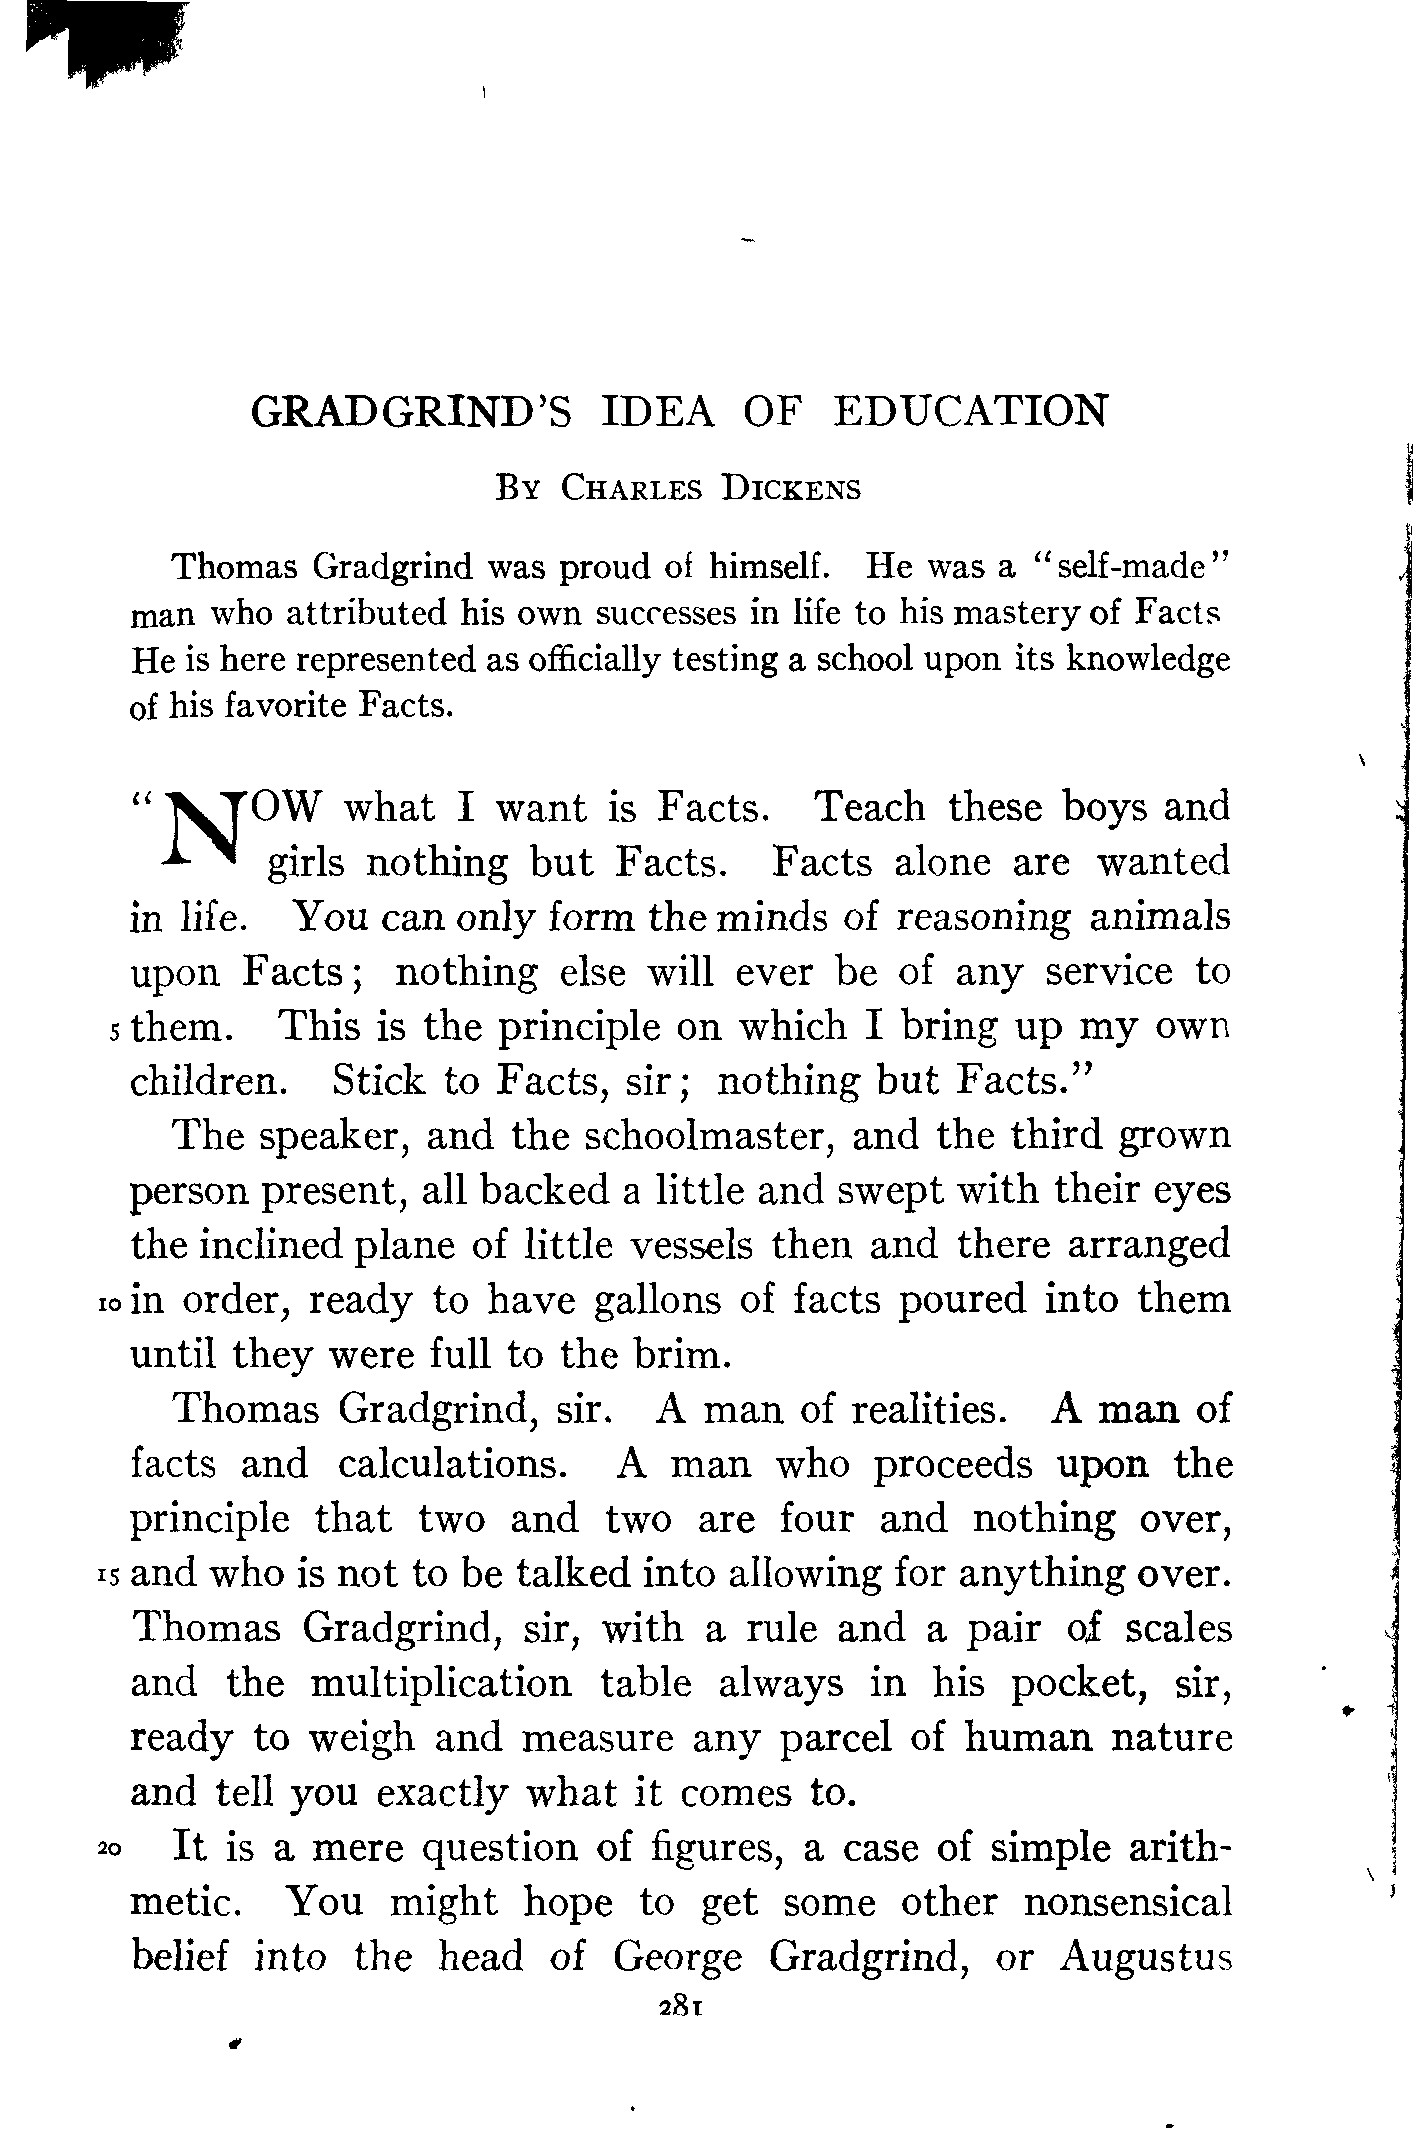 GRADGRIND'S IDEA OF EDUCATION
BY CHARLES DICKENS
Thomas Gradgrind was proud of himself. He was a "self-made"
man who attributed his own successes in life to his mastery of Facts
He is here represented as officially testing a school upon its knowledge
of his favorite Facts.
"NOW what I want is Facts. Teach these boys and
girls nothing but Facts. Facts alone are wanted
in life. You can only form the minds of reasoning animals
upon Facts; nothing else will ever be of any service to
5 them. This is the principle on which I bring up my own
children. Stick to Facts, sir; nothing but Facts."
The speaker, and the schoolmaster, and the third grown
person present, all backed a little and swept with their eyes
the inclined plane of little vessels then and there arranged
10 in order, ready to have gallons of facts poured into them
until they were full to the brim.
Thomas Gradgrind, sir. A man of realities. A man of
facts and calculations. A man who proceeds upon the
principle that two and two are four and nothing over,
15 and who is not to be talked into allowing for anything over.
Thomas Gradgrind, sir, with a rule and a pair of scales
and the multiplication table always in his pocket, sir,
ready to weigh and measure any parcel of human nature
and tell you exactly what it comes to.
20 It is a mere question of figures, a case of simple arith-
metic. You might hope to get some other nonsensical
belief into the head of George Gradgrind, or Augustus
281